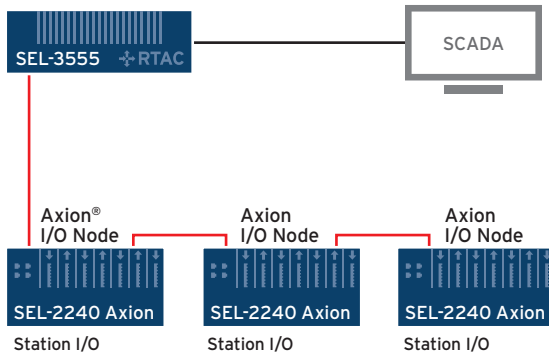 SEL-3555 RTAC
SCADA
Axion®
I/O Node
Axion
I/O Node
Axion
I/O Node
SEL-2240 Axion
SEL-2240 Axion
SEL-2240 Axion
Station I/O
Station I/O
Station I/O